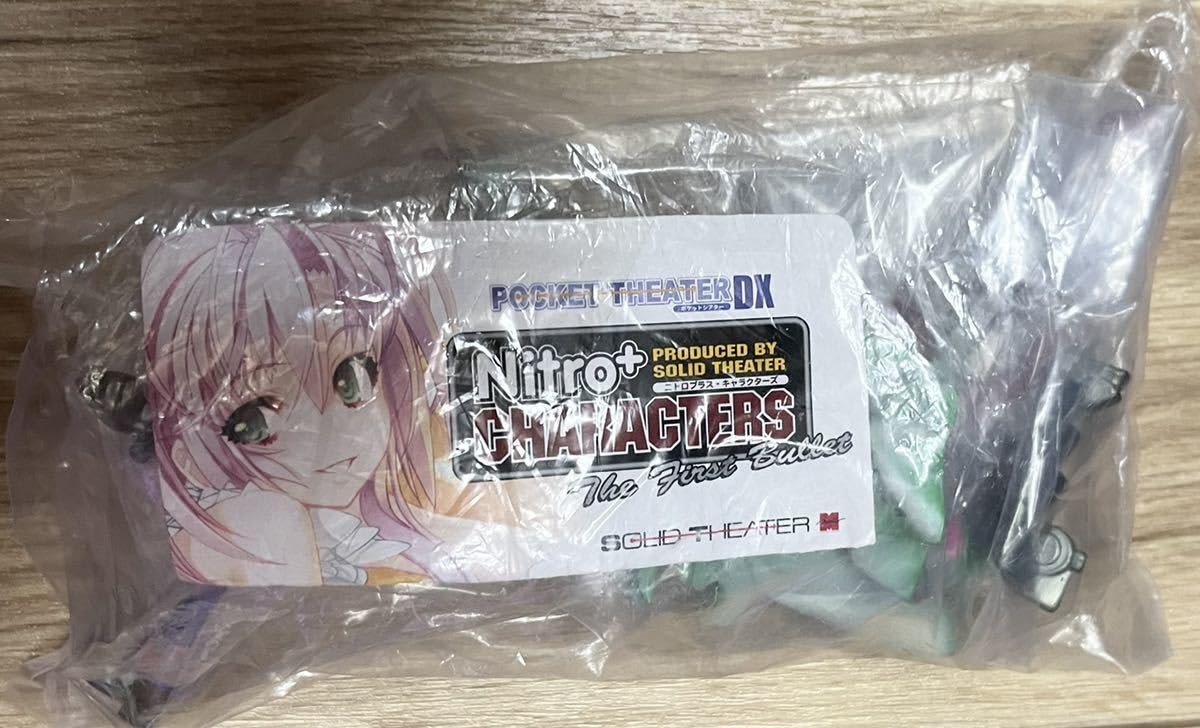 POCKET THEATER DX
ポケットシアター
Nitro+
PRODUCED BY
SOLID THEATER
ニトロプラス・キャラクターズ
CHARACTERS
The First Bullet
SOLID THEATER M